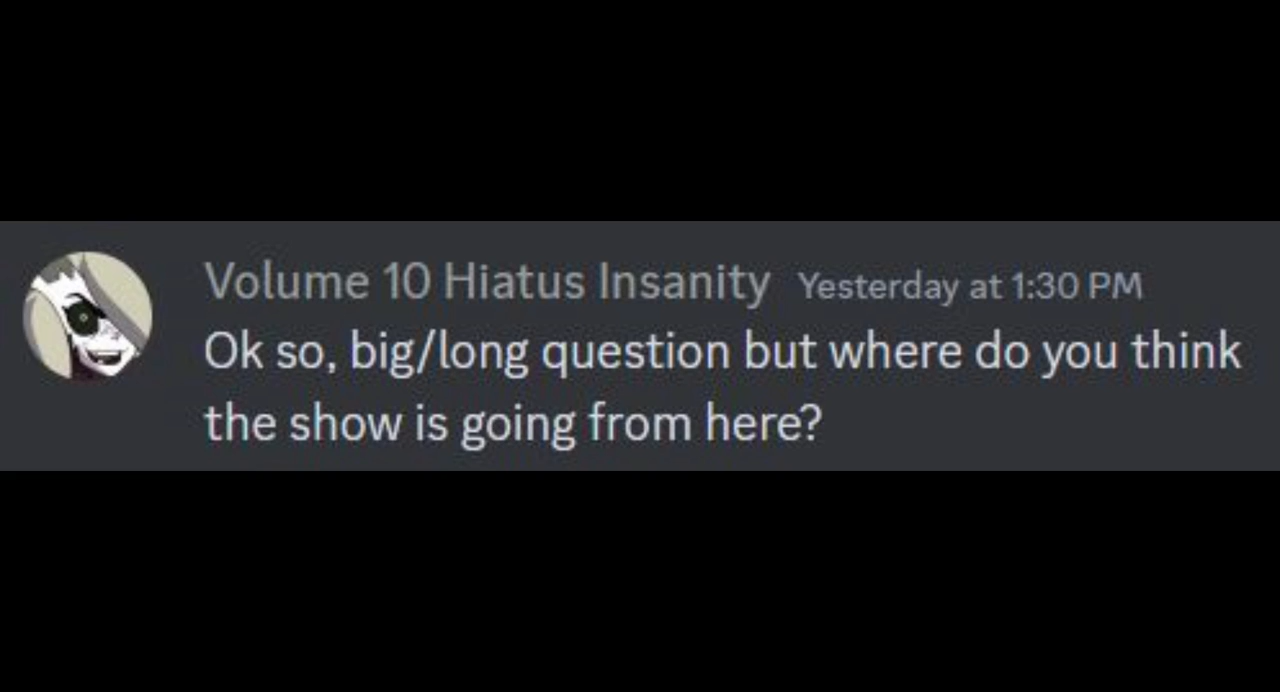 Volume 10 Hiatus Insanity Yesterday at 1:30 PM
Ok so, big/long question but where do you think
the show is going from here?